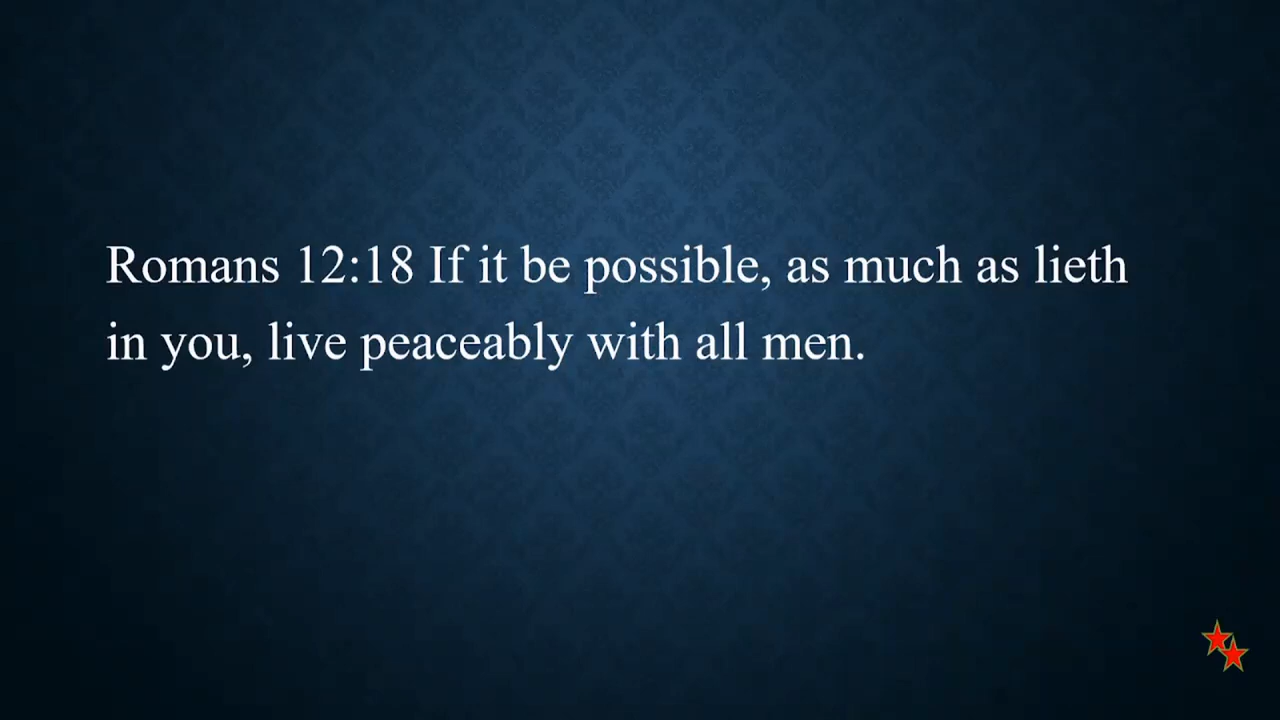 Romans 12:18 If it be possible, as much as lieth
in you, live peaceably with all men.